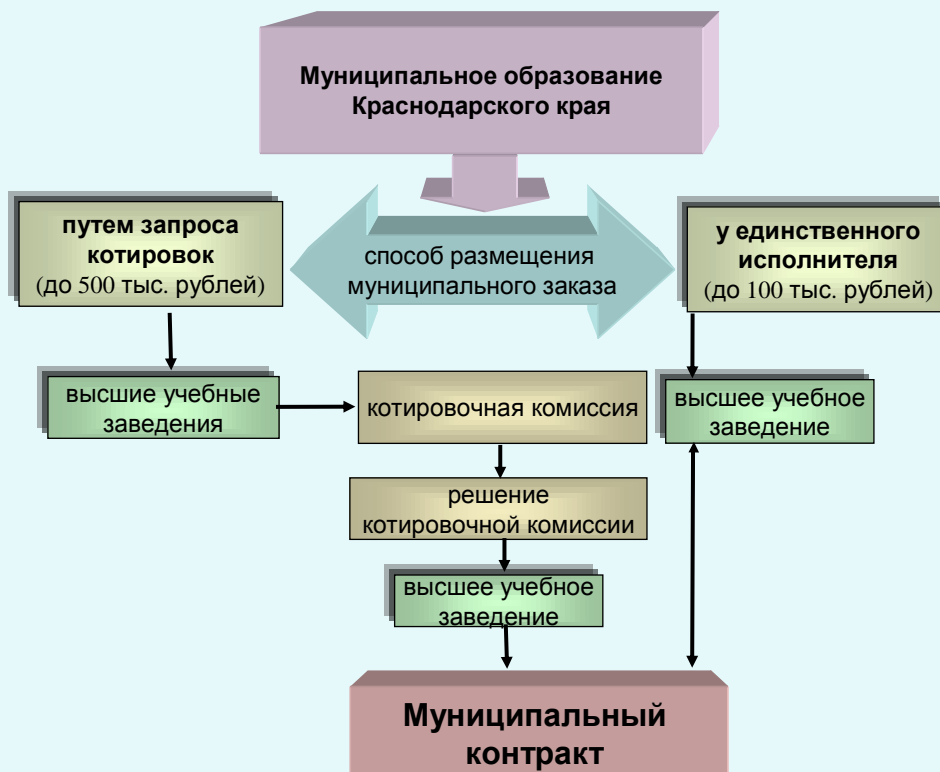 Муниципальное образование
Краснодарского края
путем запроса
котировок
(до 500 тыс. рублей)
способ размещения
муниципального заказа
у единственного
исполнителя
(до 100 тыс. рублей)
высшие учебные
заведения
котировочная комиссия
высшее учебное
заведение
решение
котировочной комиссии
высшее учебное
заведение
Муниципальный
контракт